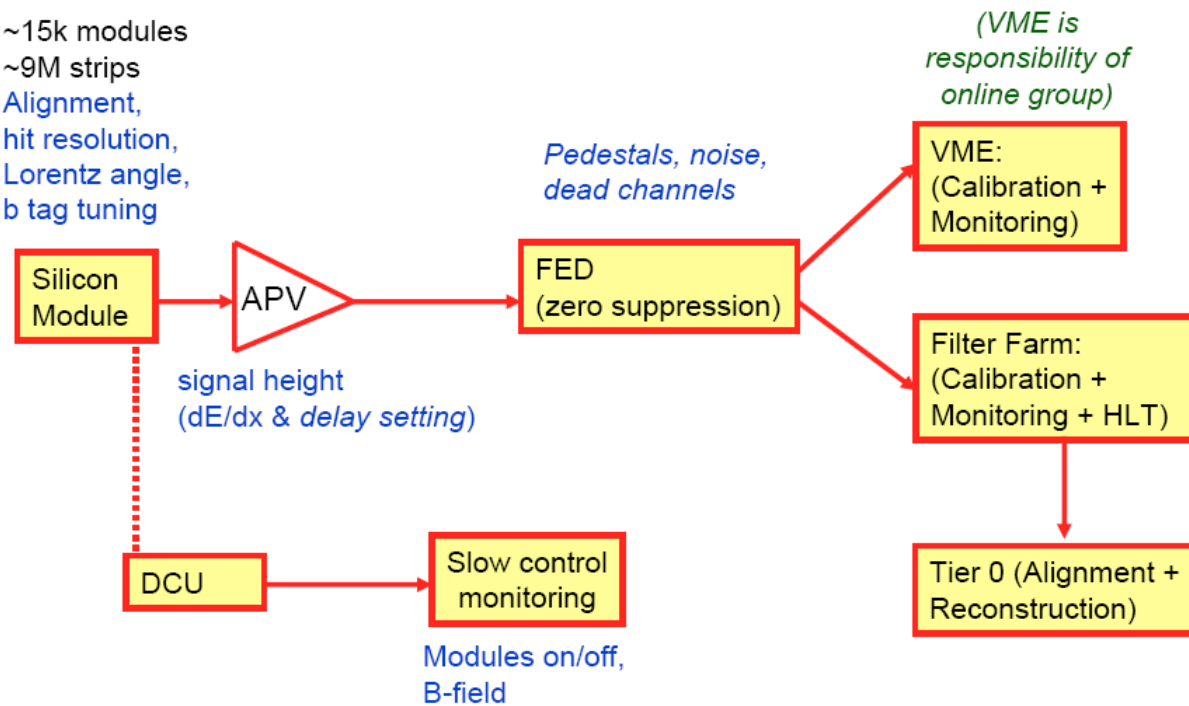 ~15k modules
~9M strips
Alignment,
hit resolution,
Lorentz angle,
b tag tuning
(VME is
responsibility of
online group)
Pedestals, noise,
dead channels
VME:
(Calibration +
Monitoring)
Silicon
Module
APV
FED
(zero suppression)
signal height
(dE/dx & delay setting)
Filter Farm:
(Calibration +
Monitoring + HLT)
DCU
Slow control
monitoring
Tier 0 (Alignment +
Reconstruction)
Modules on/off,
B-field